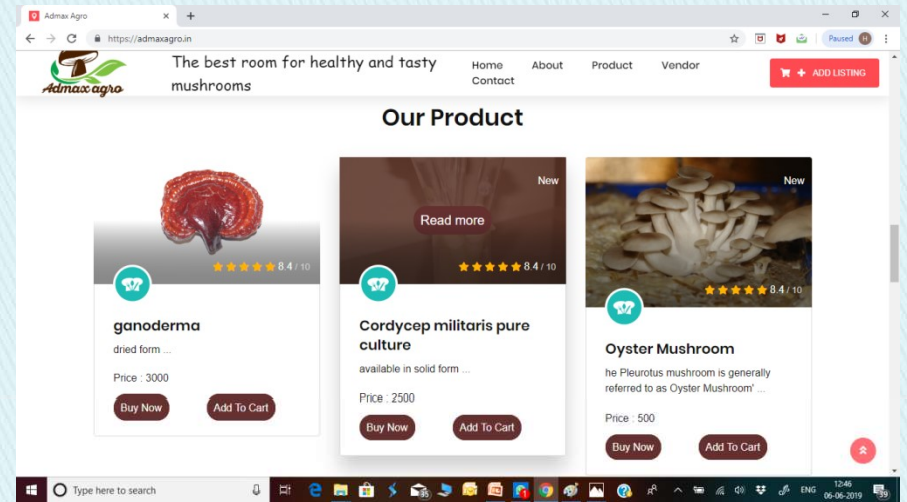 Admax Agro
https://admaxagro.in
Paused
H
Admax agro
The best room for healthy and tasty
mushrooms
Home About Product Vendor
Contact
ADD LISTING
Our Product
8.4 / 10
ganoderma
dried form ...
Price : 3000
Buy Now Add To Cart
New
Read more
8.4 / 10
Cordycep militaris pure
culture
available in solid form ...
Price : 2500
Buy Now Add To Cart
New
8.4 / 10
Oyster Mushroom
he Pleurotus mushroom is generally
referred to as Oyster Mushroom' ...
Price : 500
Buy Now Add To Cart
Type here to search
35
ENG
12:46
06-06-2019
39